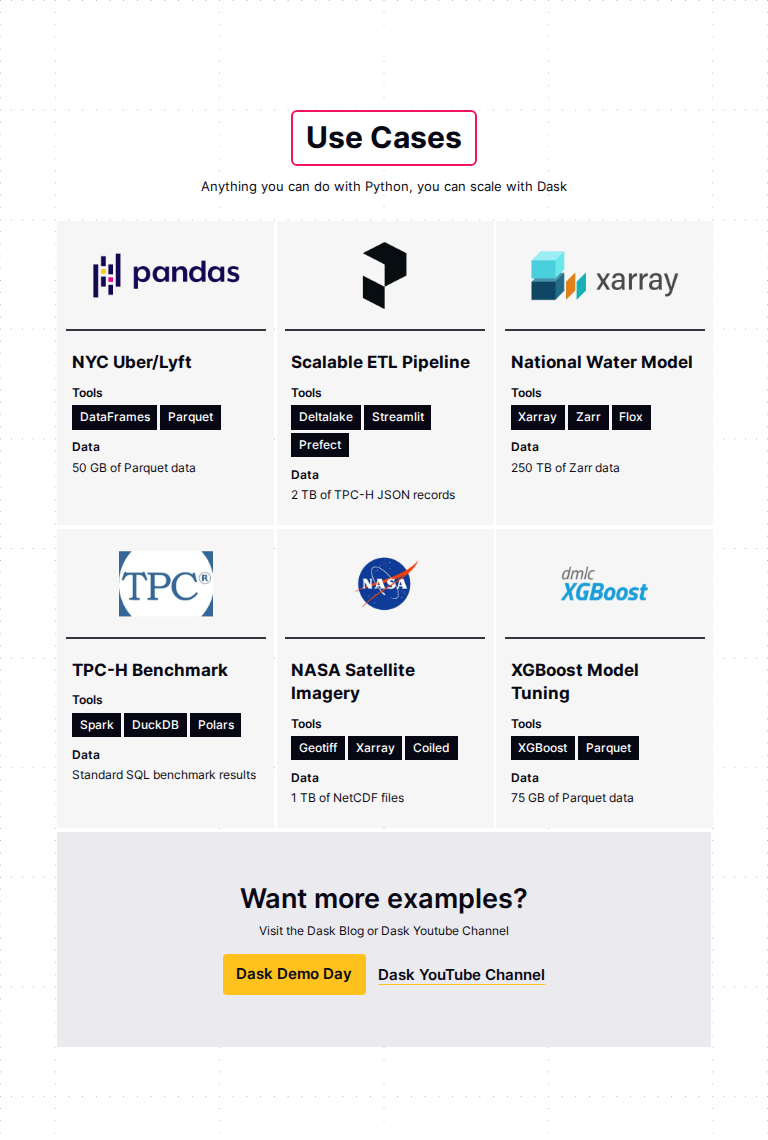 Use Cases
Anything you can do with Python, you can scale with Dask
pandas
NYC Uber/Lyft
Tools
DataFrames Parquet
Data
50 GB of Parquet data
Scalable ETL Pipeline
Tools
Deltalake Streamlit
Prefect
Data
2 TB of TPC-H JSON records
xarray
National Water Model
Tools
Xarray Zarr Flox
Data
250 TB of Zarr data
TPC®
TPC-H Benchmark
Tools
Spark DuckDB Polars
Data
Standard SQL benchmark results
NASA
NASA Satellite
Imagery
Tools
Geotiff Xarray Coiled
Data
1 TB of NetCDF files
dmlc
XGBoost
XGBoost Model
Tuning
Tools
XGBoost Parquet
Data
75 GB of Parquet data
Want more examples?
Visit the Dask Blog or Dask Youtube Channel
Dask Demo Day Dask YouTube Channel